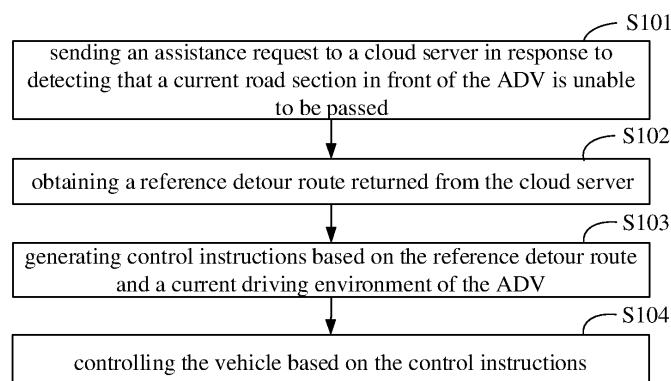 S101
sending an assistance request to a cloud server in response to
detecting that a current road section in front of the ADV is unable
to be passed
S102
obtaining a reference detour route returned from the cloud server
S103
generating control instructions based on the reference detour route
and a current driving environment of the ADV
S104
controlling the vehicle based on the control instructions